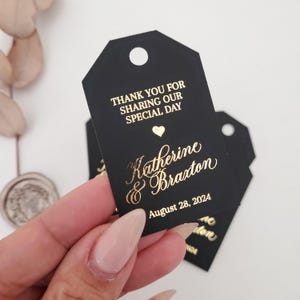 THANK YOU FOR
SHARING OUR
SPECIAL DAY
Katherine
& Braxton
August 28, 2024